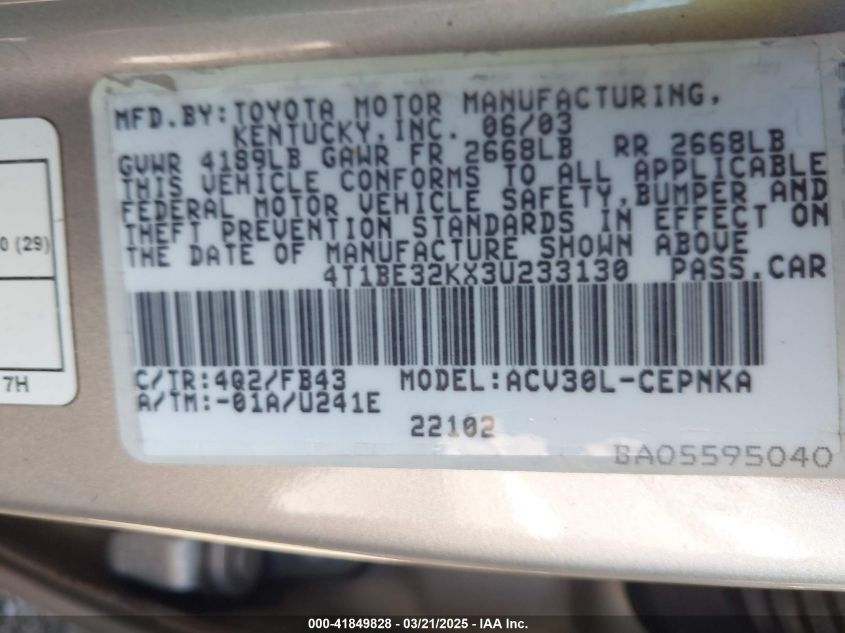 MFD.BY:TOYOTA MOTOR MANUFACTURING,
KENTUCKY,INC. 06/03
GVWR 4189LB GAWR FR 2668LB RR 2668LB
THIS VEHICLE CONFORMS TO ALL APPLICABLE
FEDERAL MOTOR VEHICLE SAFETY,BUMPER AND
THEFT PREVENTION STANDARDS IN EFFECT ON
THE DATE OF MANUFACTURE SHOWN ABOVE
4T1BE32KX3U233130 PASS.CAR
C/TR:4Q2/FB43 MODEL:ACV30L-CEPNKA
A/TM:-01A/U241E
22102
BA05595040
0 (29)
7H
000-41849828 - 03/21/2025 - IAA Inc.